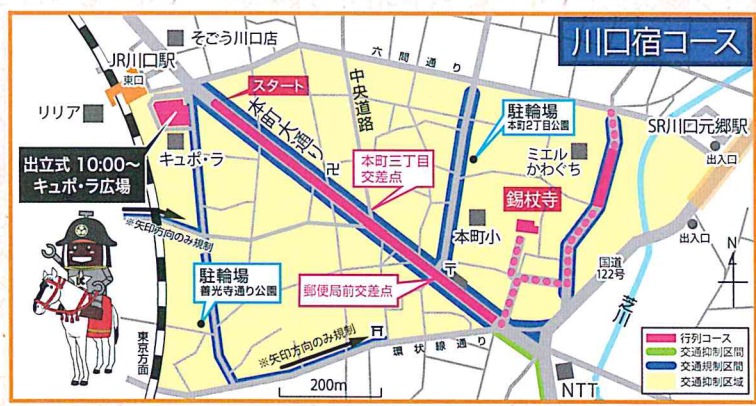 川口宿コース
そごう川口店
JR川口駅
東口
スタート
六間通り
中央道路
本町大通り
リリア
キュポ・ラ
出立式 10:00〜
キュポ・ラ広場
駐輪場
本町2丁目公園
SR川口元郷駅
出入口
ミエル
かわぐち
本町三丁目
交差点
錫杖寺
本町小
出入口
※矢印方向のみ規制
駐輪場
善光寺通り公園
郵便局前交差点
国道
122号
芝川
N
東京方面
※矢印方向のみ規制
環状線通り
200m
NTT
行列コース
交通抑制区間
交通規制区間
交通抑制区域